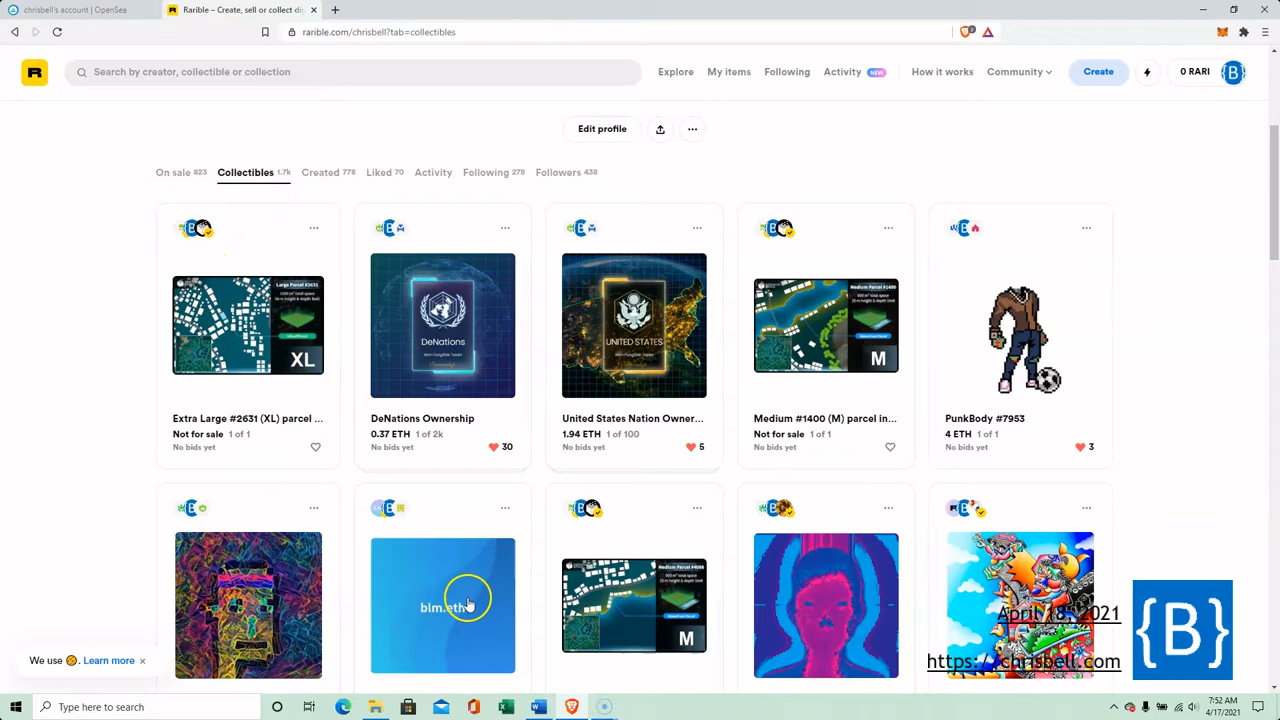 chrisbell's account | OpenSea
Rarible – Create, sell or collect dig
rarible.com/chrisbell?tab=collectibles
Search by creator, collectible or collection
Explore My items Following Activity NEW How it works Community Create 0 RARI
Edit profile
On sale 823 Collectibles 1.7k Created 778 Liked 70 Activity Following 278 Followers 438
Large Parcel #2631
XL
DeNations
Non-Fungible Token
UNITED STATES
Non-Fungible Token
Medium Parcel #1400
M
Extra Large #2631 (XL) parcel ...
Not for sale 1 of 1
No bids yet
DeNations Ownership
0.37 ETH 1 of 2k
No bids yet 30
United States Nation Owner...
1.94 ETH 1 of 100
No bids yet 5
Medium #1400 (M) parcel in...
Not for sale 1 of 1
No bids yet
PunkBody #7953
4 ETH 1 of 1
No bids yet 3
blm.eth
M
We use
Learn more
April 18, 2021
https://chrisbell.com
{B}
Type here to search
7:52 AM
4/17/2021